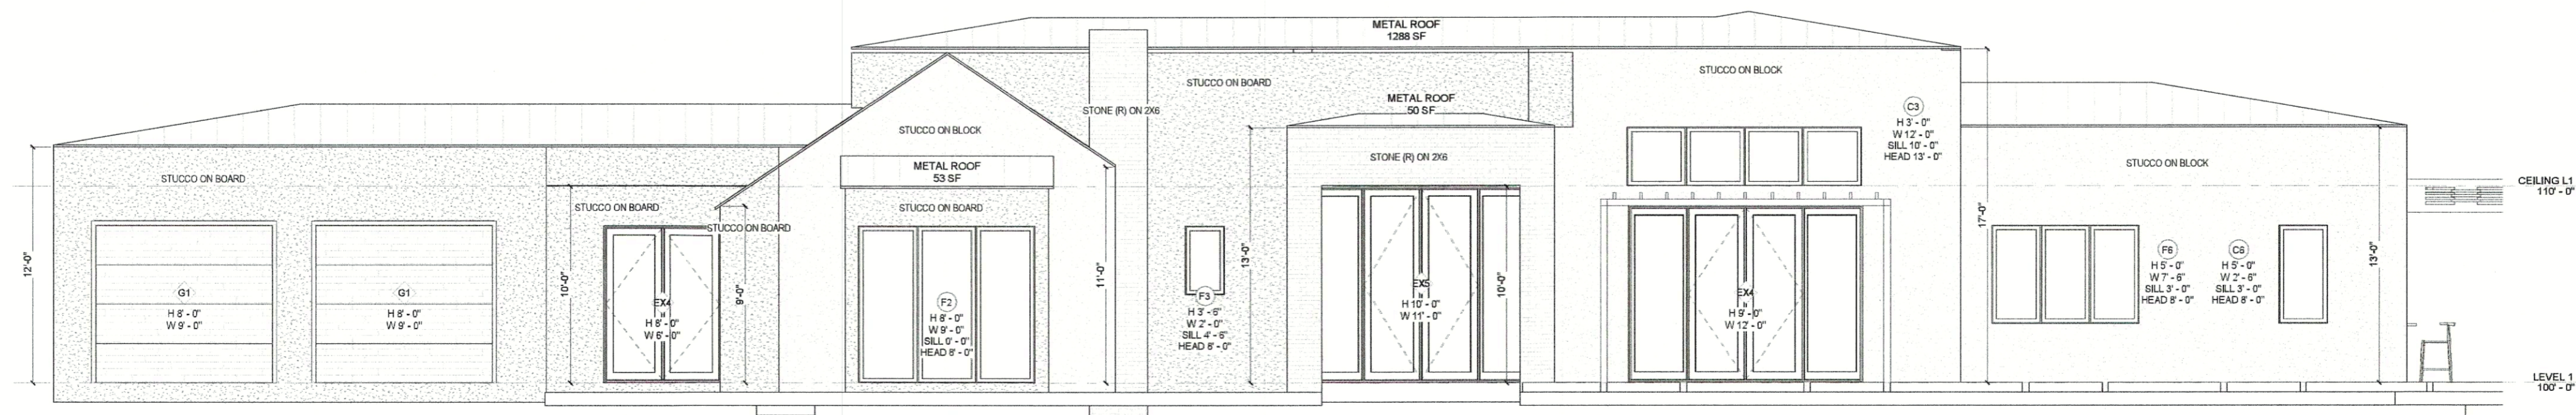 METAL ROOF
1288 SF
STUCCO ON BOARD
STUCCO ON BLOCK
METAL ROOF
50 SF
STONE (R) ON 2X6
STUCCO ON BLOCK
C3
H 3' - 0"
W 12' - 0"
SILL 10' - 0"
HEAD 13' - 0"
STONE (R) ON 2X6
STUCCO ON BLOCK
METAL ROOF
53 SF
STUCCO ON BOARD
STUCCO ON BOARD
STUCCO ON BOARD
STUCCO ON BOARD
CEILING L1
110' - 0"
12'-0"
G1
H 8' - 0"
W 9' - 0"
G1
H 8' - 0"
W 9' - 0"
10'-0"
EX4
H 8' - 0"
W 6' - 0"
9'-0"
F2
H 8' - 0"
W 9' - 0"
SILL 0' - 0"
HEAD 8' - 0"
11'-0"
F3
H 3' - 6"
W 2' - 0"
SILL 4' - 6"
HEAD 8' - 0"
13'-0"
EX5
H 10' - 0"
W 11' - 0"
10'-0"
EX4
H 9' - 0"
W 12' - 0"
17'-0"
F6
H 5' - 0"
W 7' - 6"
SILL 3' - 0"
HEAD 8' - 0"
C6
H 5' - 0"
W 2' - 6"
SILL 3' - 0"
HEAD 8' - 0"
13'-0"
LEVEL 1
100' - 0"